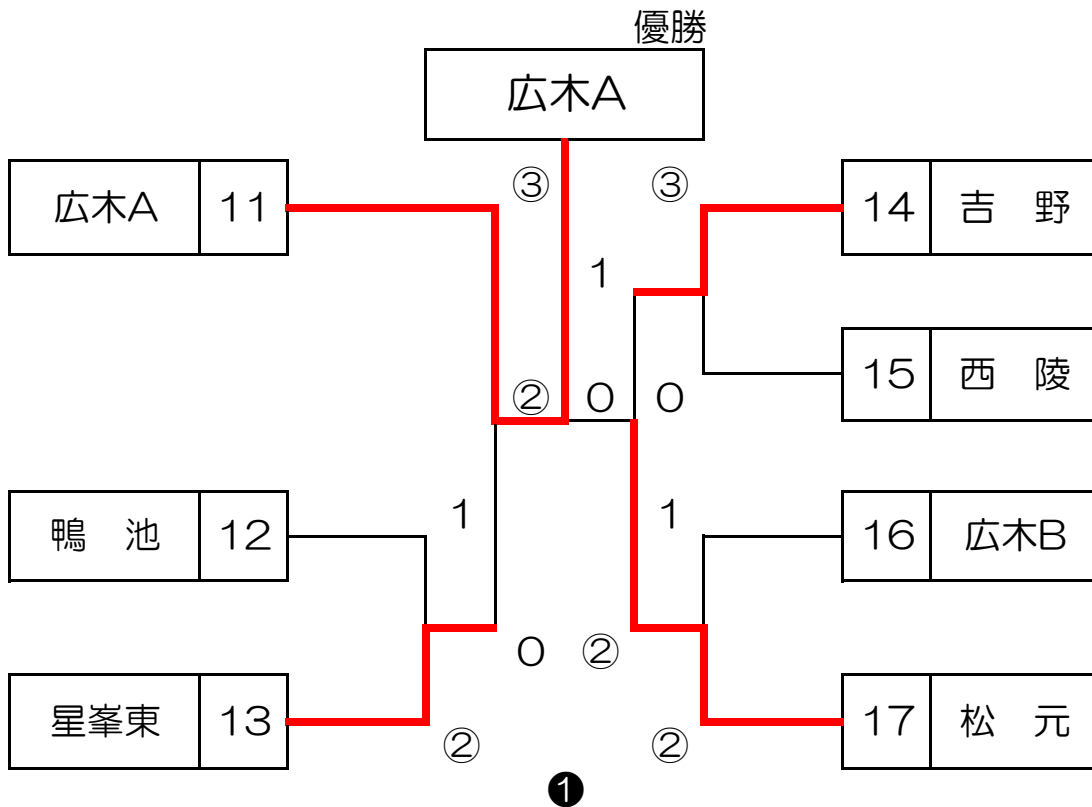 優勝
広木A
③ ③
広木A 11
14 吉 野
1
15 西 陵
② 0 0
鴨 池 12
1 1
16 広木B
0 ②
星峯東 13
17 松 元
② ②
❶